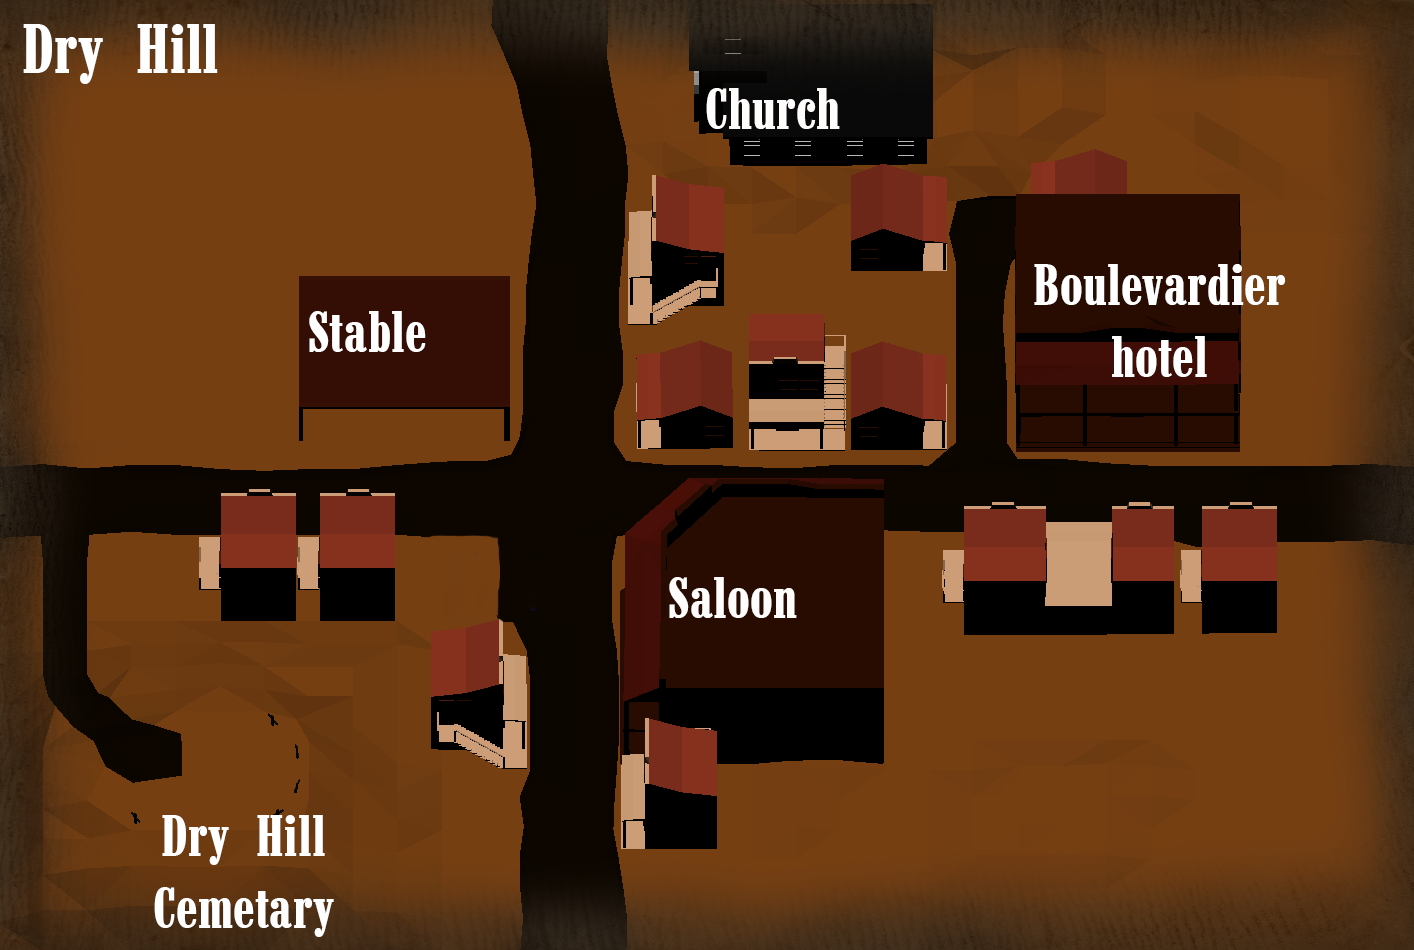 Dry Hill
Church
Boulevardier
hotel
Stable
Saloon
Dry Hill
Cemetary